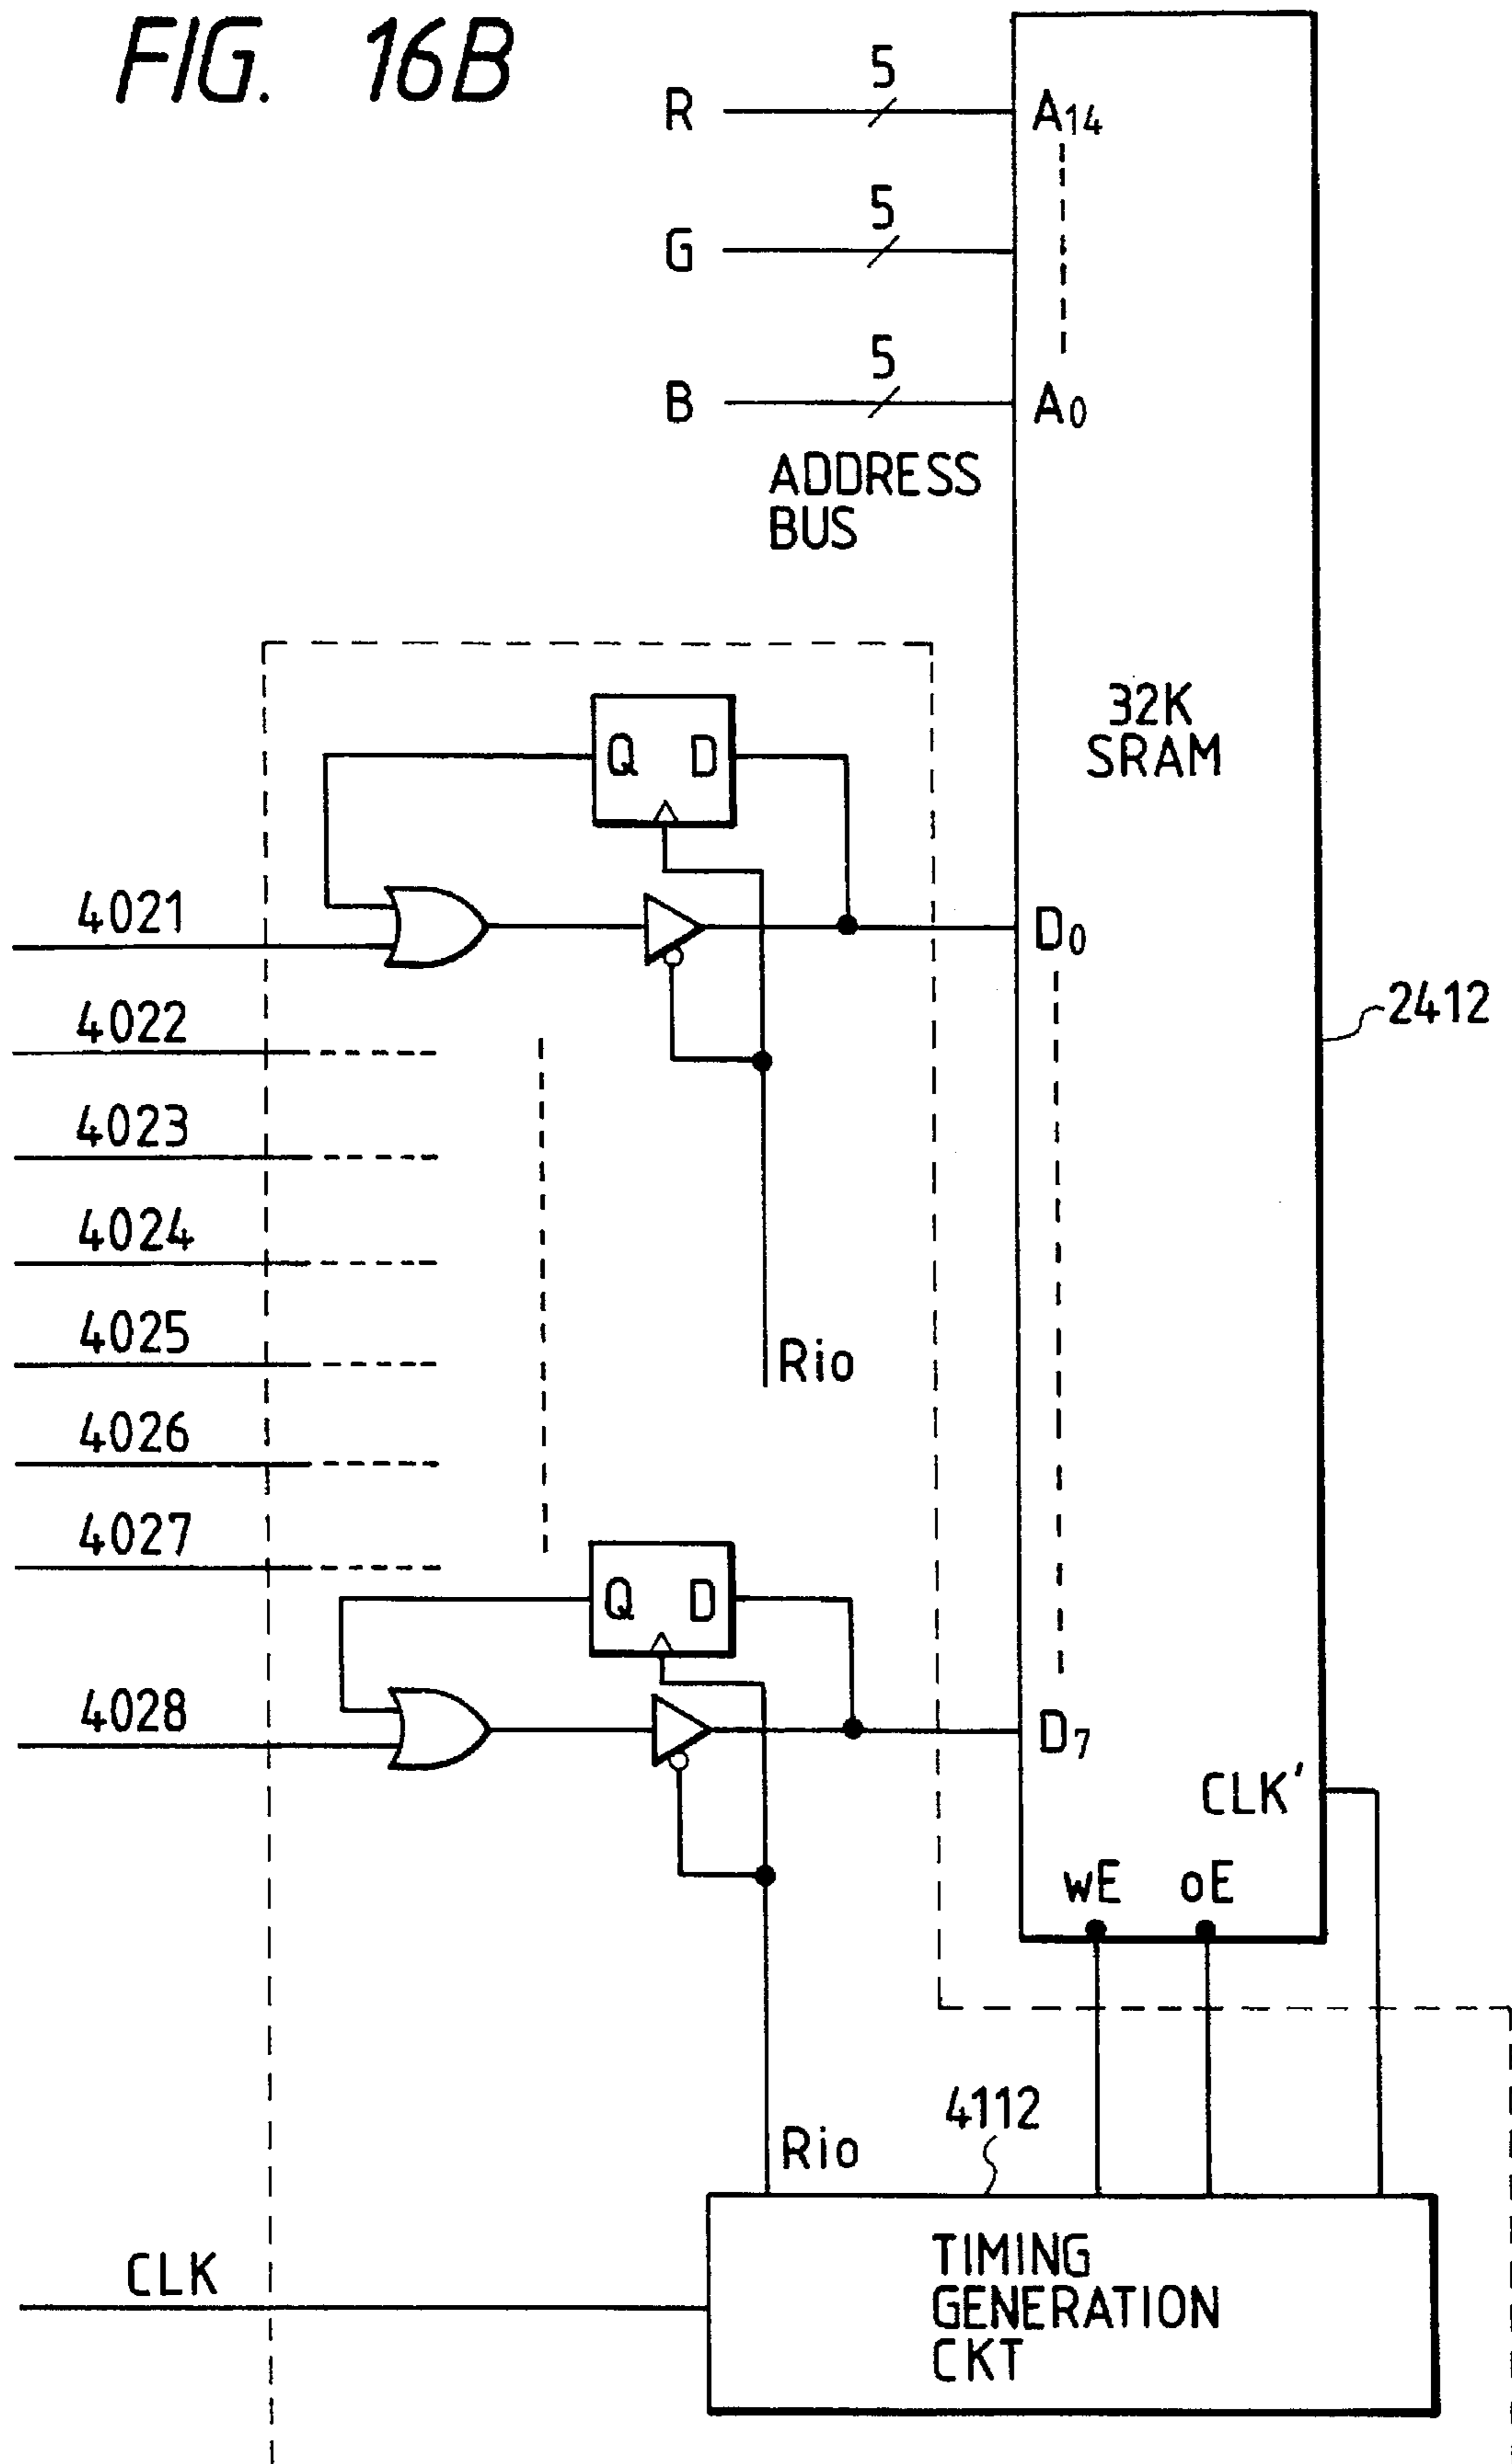 FIG. 16B
R
5
A14
G
5
B
5
A0
ADDRESS
BUS
32K
SRAM
Q D
4021
D0
4022
2412
4023
4024
4025
Rio
4026
4027
Q D
4028
D7
CLK'
wE oE
4112
Rio
CLK
TIMING
GENERATION
CKT